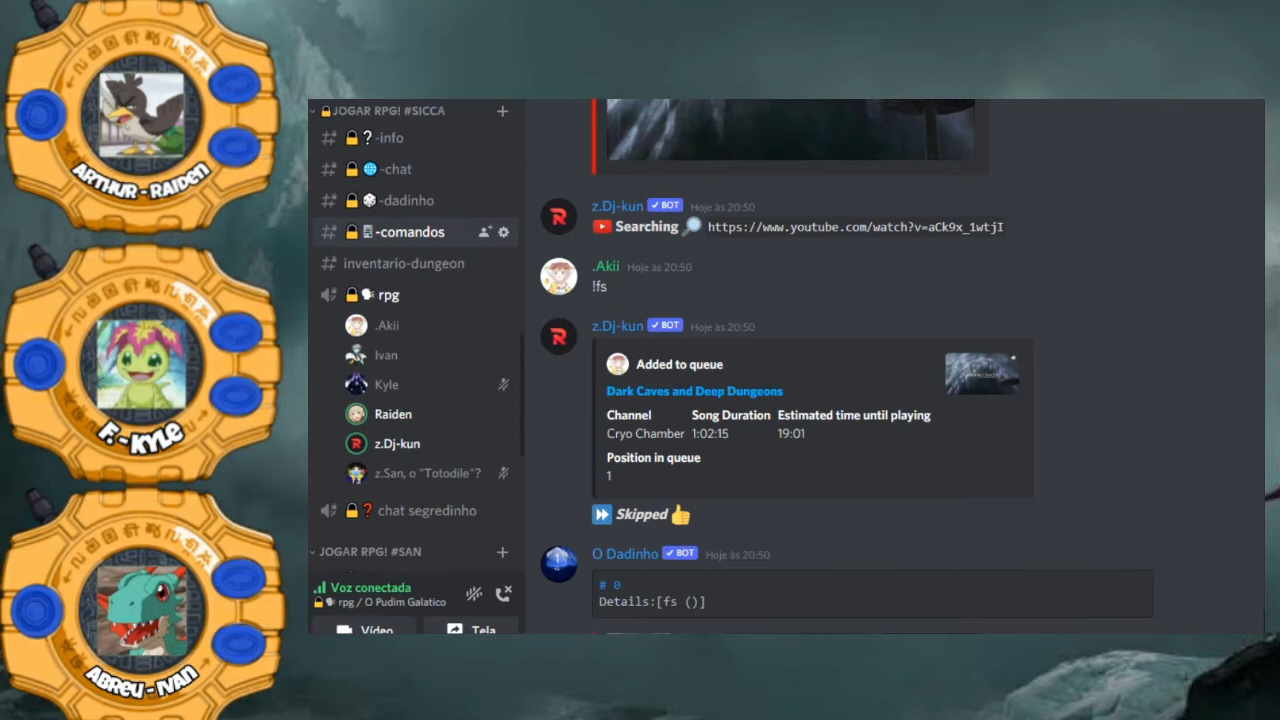 ARTHUR - RAIDEN
F. - KYLE
ABREU - IVAN
JOGAR RPG! #SICCA
-info
-chat
-dadinho
-comandos
inventario-dungeon
rpg
.Akii
Ivan
Kyle
Raiden
z.Dj-kun
z.San, o "Totodile"?
chat segredinho
JOGAR RPG! #SAN
Voz conectada
rpg / O Pudim Galatico
Vídeo
Tela
z.Dj-kun BOT Hoje às 20:50
Searching https://www.youtube.com/watch?v=aCk9x_1wtjI
.Akii Hoje às 20:50
!fs
z.Dj-kun BOT Hoje às 20:50
Added to queue
Dark Caves and Deep Dungeons
Channel Song Duration Estimated time until playing
Cryo Chamber 1:02:15 19:01
Position in queue
1
Skipped
O Dadinho BOT Hoje às 20:50
# 0
Details:[fs ()]